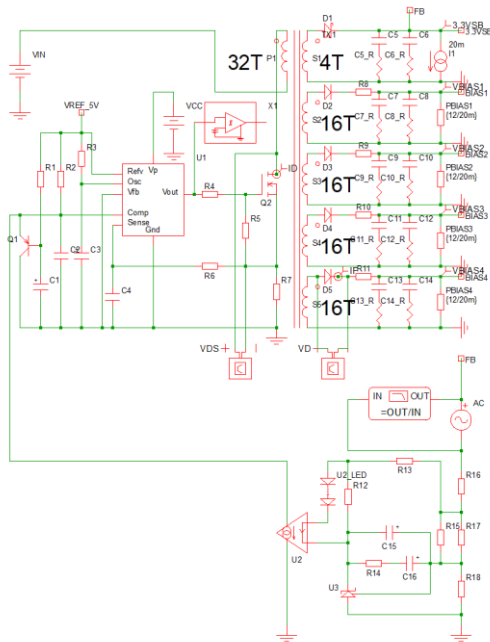 FB
D1
3.3VSB
3.3VSB
TX1
C5
C6
VIN
32T
P1
S1
4T
C5_R
C6_R
20m
I1
D2
R8
VBIAS1
BIAS1
VREF_5V
VCC
X1
C7
C8
S2
16T
C7_R
C8_R
PBIAS1
[12/20m]
R1
R2
R3
U1
D3
R9
VBIAS2
BIAS2
Vp
Refv
Osc
Vfb
Vout
R4
ID
Q2
C9
C10
S3
16T
C9_R
C10_R
PBIAS2
[12/20m]
Comp
Sense
Gnd
R5
D4
R10
VBIAS3
BIAS3
Q1
C2
C3
C11
C12
S4
16T
C11_R
C12_R
PBIAS3
[12/20m]
R6
D5
IF
R11
VBIAS4
BIAS4
C1
C4
R7
C13
C14
S5
16T
C13_R
C14_R
PBIAS4
[12/20m]
VDS
VD
FB
IN
OUT
=OUT/IN
AC
R13
R16
U2_LED
R12
R15
R17
U2
C15
R14
C16
U3
R18